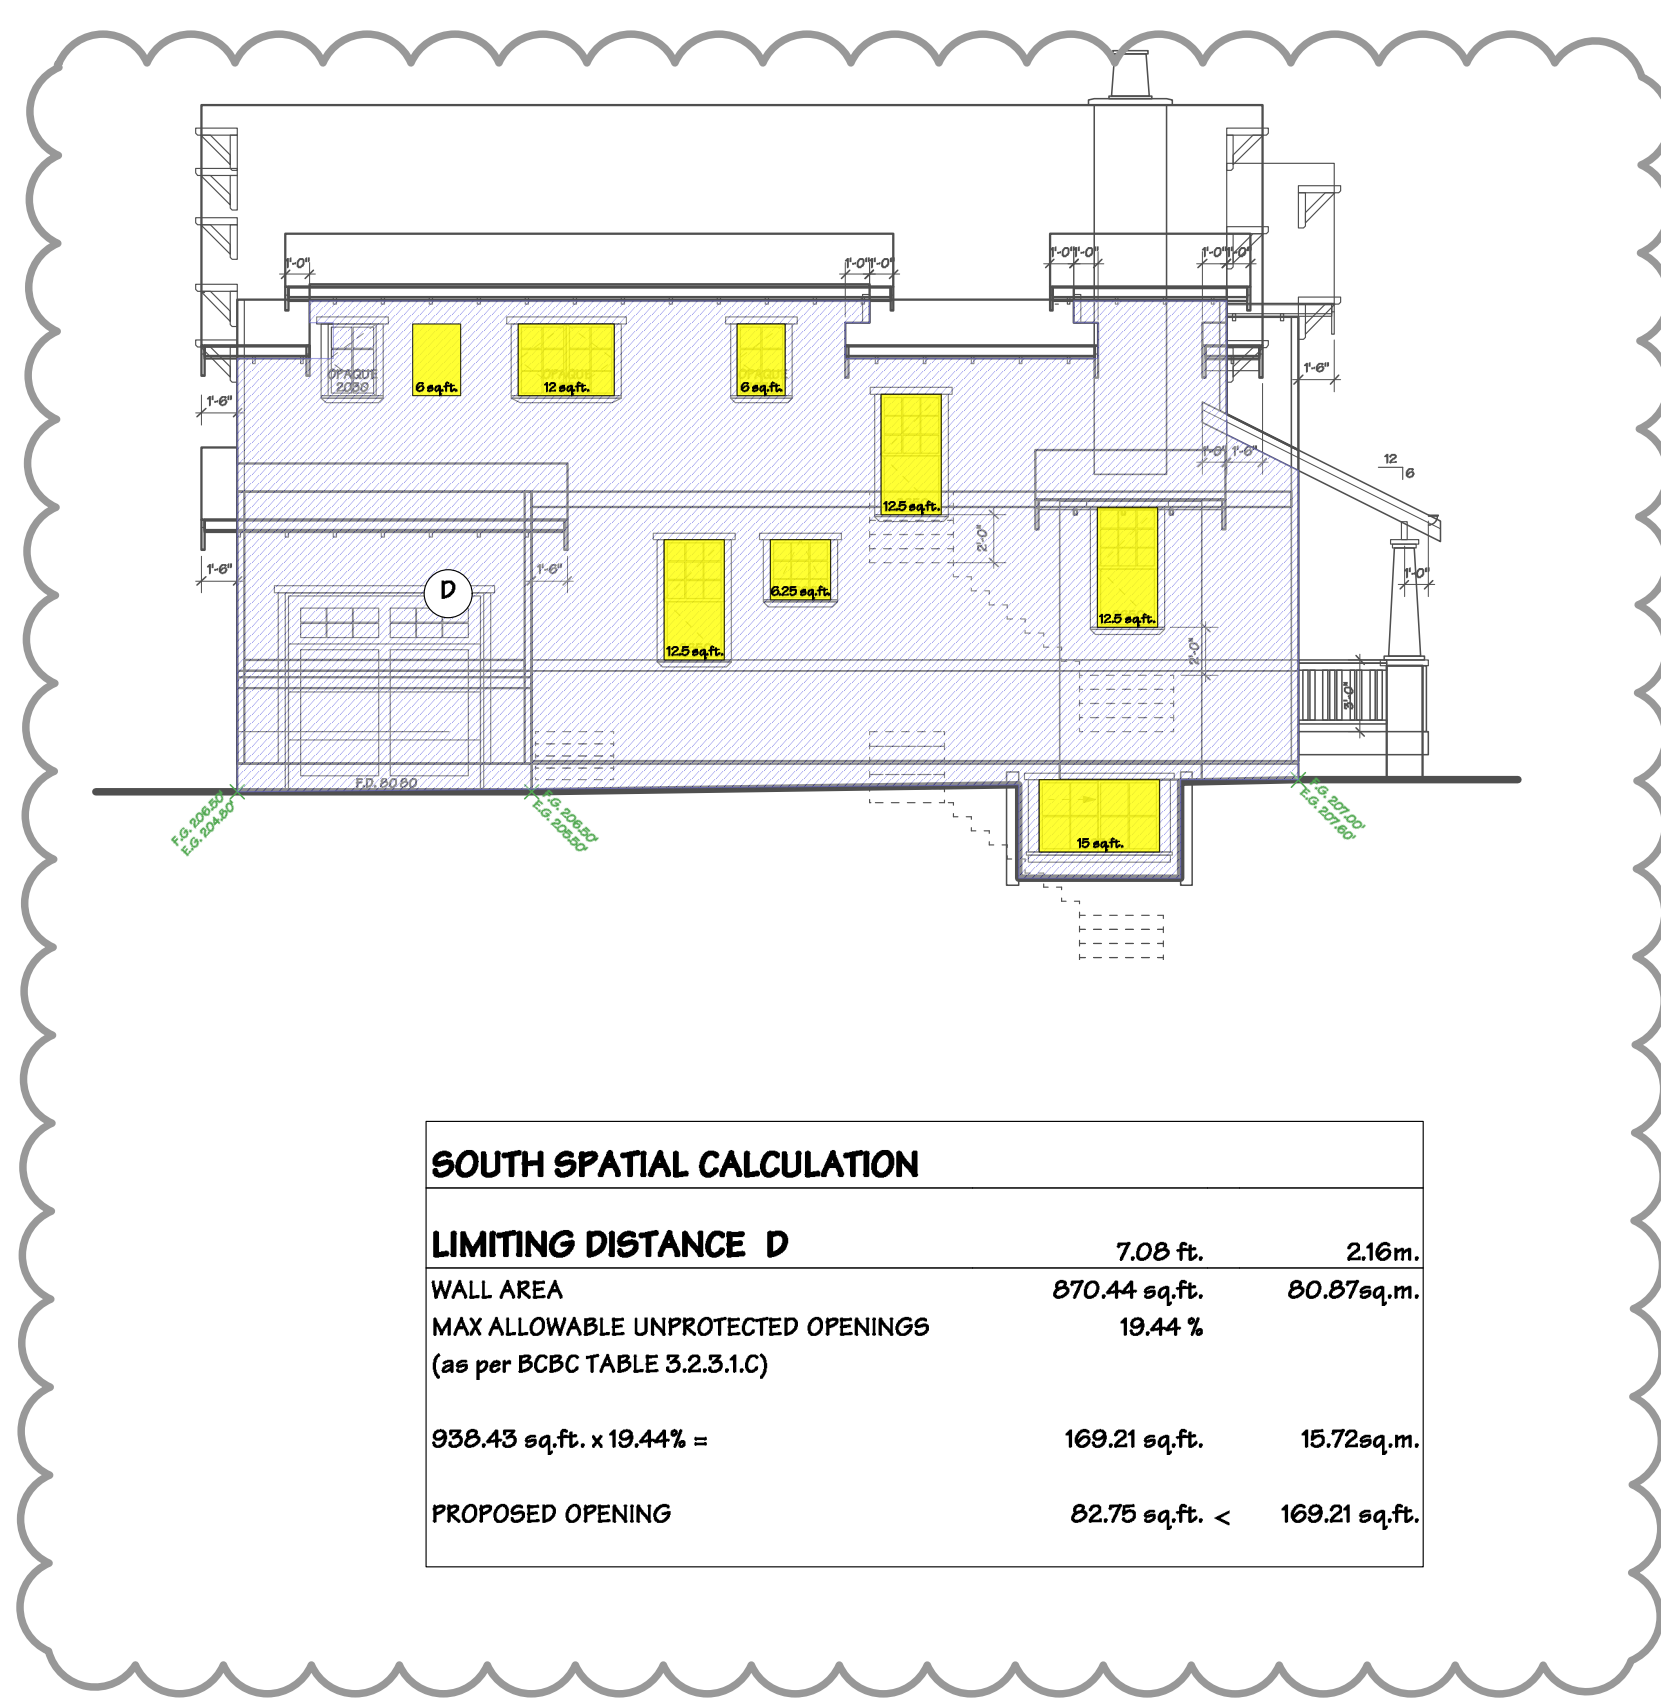 1'-0"
1'-0" 1'-0"
1'-0" 1'-0"
1'-0" 1'-0"
OPAQUE
2030
6 sq.ft.
OPAQUE
12 sq.ft.
OPAQUE
6 sq.ft.
1'-6"
1'-6"
12.5 sq.ft.
1'-0" 1'-6"
12
6
1'-6"
1'-6"
D
2'-0"
6.25 sq.ft.
12.5 sq.ft.
12.5 sq.ft.
1'-0"
2'-0"
3'-0"
F.D. 8080
F.G. 206.50'
E.G. 204.80'
F.G. 206.50'
E.G. 205.50'
F.G. 207.00'
E.G. 207.60'
15 sq.ft.
SOUTH SPATIAL CALCULATION
LIMITING DISTANCE D 7.08 ft. 2.16m.
WALL AREA 870.44 sq.ft. 80.87sq.m.
MAX ALLOWABLE UNPROTECTED OPENINGS 19.44 %
(as per BCBC TABLE 3.2.3.1.C)
938.43 sq.ft. x 19.44% = 169.21 sq.ft. 15.72sq.m.
PROPOSED OPENING 82.75 sq.ft. < 169.21 sq.ft.